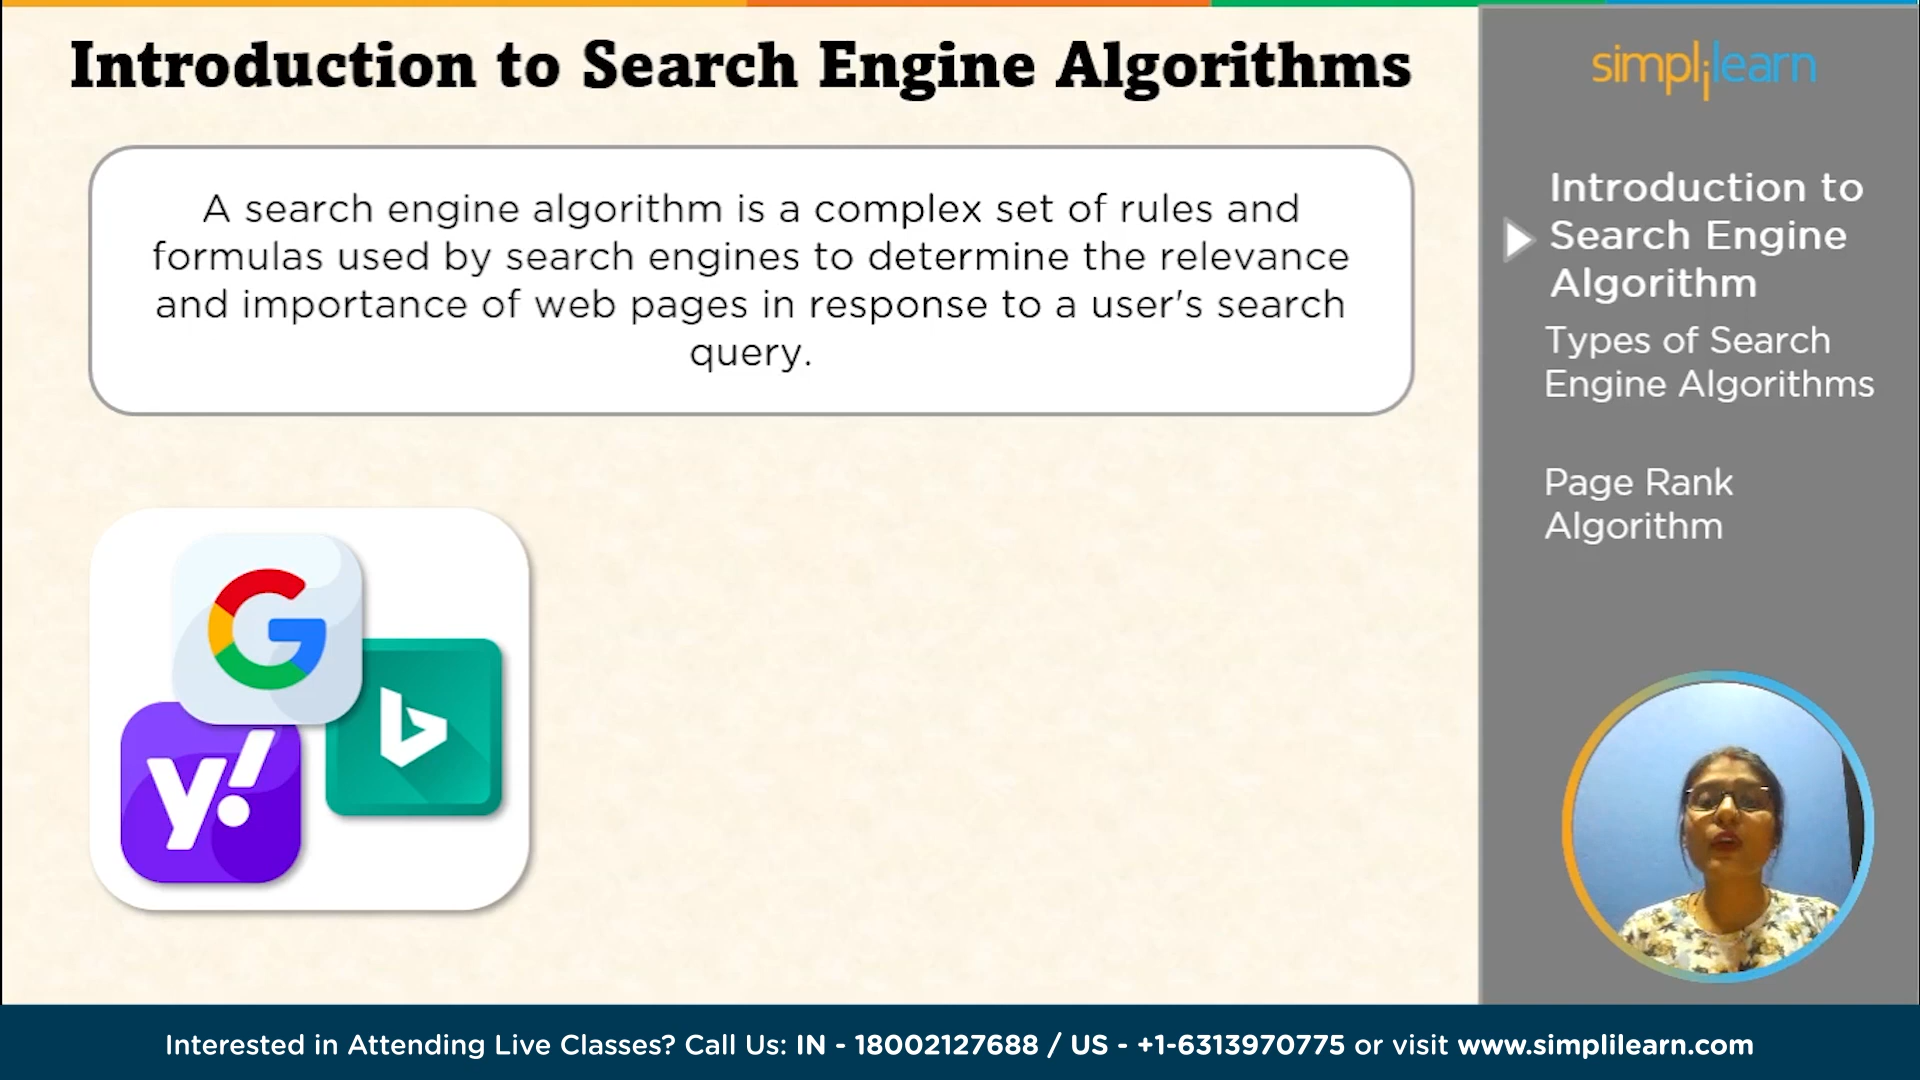 Introduction to Search Engine Algorithms
A search engine algorithm is a complex set of rules and
formulas used by search engines to determine the relevance
and importance of web pages in response to a user's search
query.
G
b
y!
simplilearn
Introduction to
Search Engine
Algorithm
Types of Search
Engine Algorithms
Page Rank
Algorithm
Interested in Attending Live Classes? Call Us: IN - 18002127688 / US - +1-6313970775 or visit www.simplilearn.com